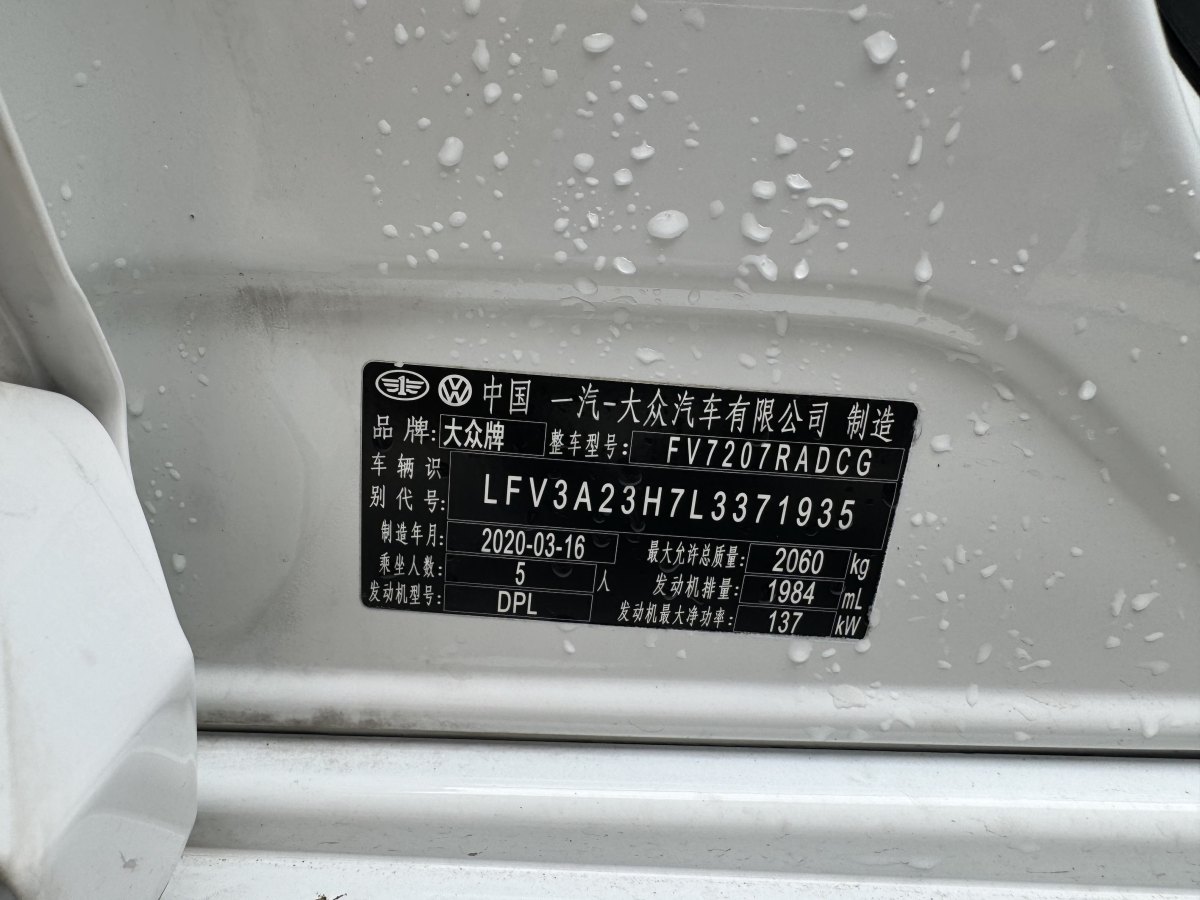 中国 一汽-大众汽车有限公司 制造
品牌: 大众牌 整车型号: FV7207RADCG
车辆识别代号: LFV3A23H7L3371935
制造年月: 2020-03-16 最大允许总质量: 2060 kg
乘坐人数: 5 人 发动机排量: 1984 mL
发动机型号: DPL 发动机最大净功率: 137 kW